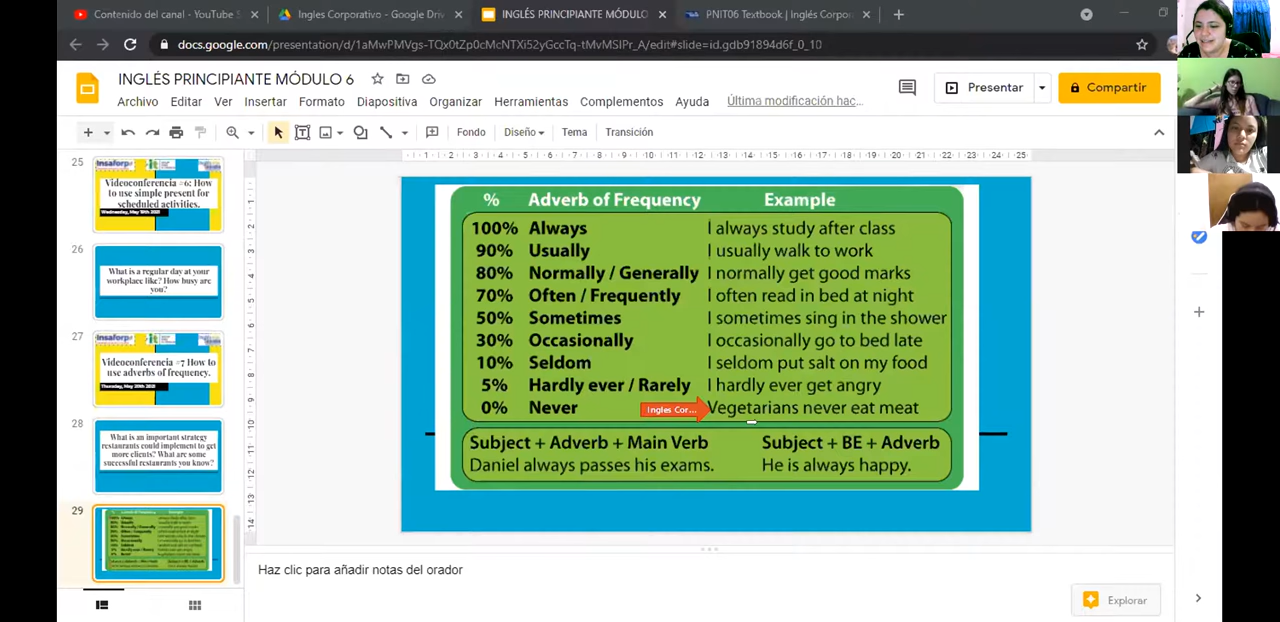 Contenido del canal - YouTube S
Ingles Corporativo - Google Driv
INGLÉS PRINCIPIANTE MÓDULO
PNIT06 Textbook | Inglés Corpor
docs.google.com/presentation/d/1aMwPMVgs-TQx0tZp0cMcNTXi52yGccTq-tMvMSIPr_A/edit#slide=id.gdb91894d6f_0_10
INGLÉS PRINCIPIANTE MÓDULO 6
Archivo Editar Ver Insertar Formato Diapositiva Organizar Herramientas Complementos Ayuda Última modificación hac...
Presentar
Compartir
Fondo Diseño Tema Transición
25
Insaforp
Videoconferencia #6: How
to use simple present for
scheduled activities.
Wednesday, May 19th 2021
26
What is a regular day at your
workplace like? How busy are
you?
27
Insaforp
Videoconferencia #7 How to
use adverbs of frequency.
Thursday, May 20th 2021
28
What is an important strategy
restaurants could implement to get
more clients? What are some
successful restaurants you know?
29
% Adverb of Frequency Example
100% Always I always study after class
90% Usually I usually walk to work
80% Normally / Generally I normally get good marks
70% Often / Frequently I often read in bed at night
50% Sometimes I sometimes sing in the shower
30% Occasionally I occasionally go to bed late
10% Seldom I seldom put salt on my food
5% Hardly ever / Rarely I hardly ever get angry
0% Never Vegetarians never eat meat
Ingles Cor...
Subject + Adverb + Main Verb Subject + BE + Adverb
Daniel always passes his exams. He is always happy.
Haz clic para añadir notas del orador
Explorar